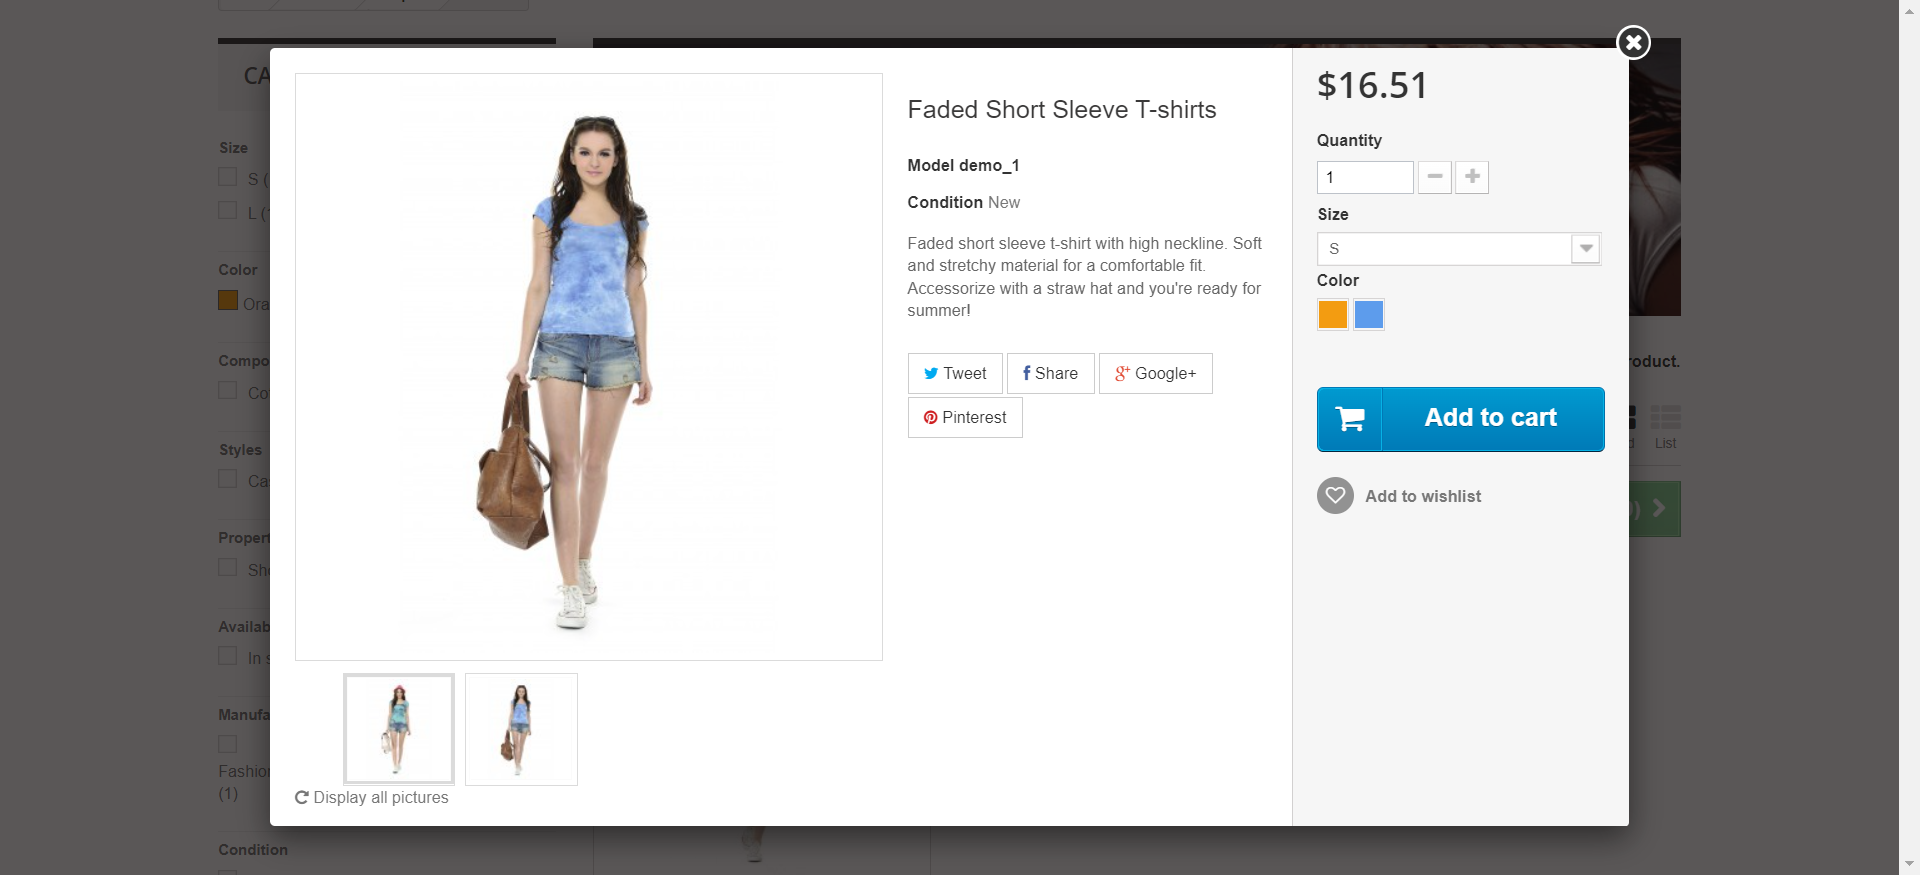 CA
Size
S (
L (
Color
Ora
Compo
Co
Styles
Ca
Propert
Sh
Availab
In s
Manufa
Fashion
(1)
Condition
Faded Short Sleeve T-shirts
Model demo_1
Condition New
Faded short sleeve t-shirt with high neckline. Soft
and stretchy material for a comfortable fit.
Accessorize with a straw hat and you're ready for
summer!
Tweet
Share
Google+
Pinterest
Display all pictures
$16.51
Quantity
1
Size
S
Color
Add to cart
Add to wishlist
roduct.
List